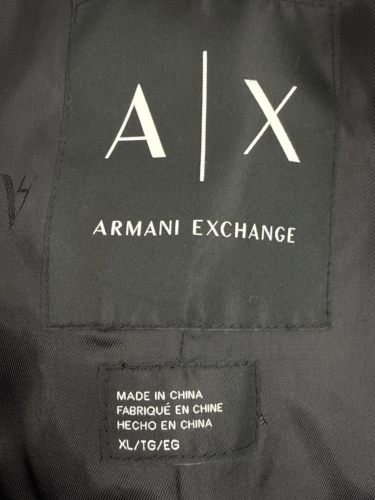 A|X
ARMANI EXCHANGE
MADE IN CHINA
FABRIQUÉ EN CHINE
HECHO EN CHINA
XL/TG/EG